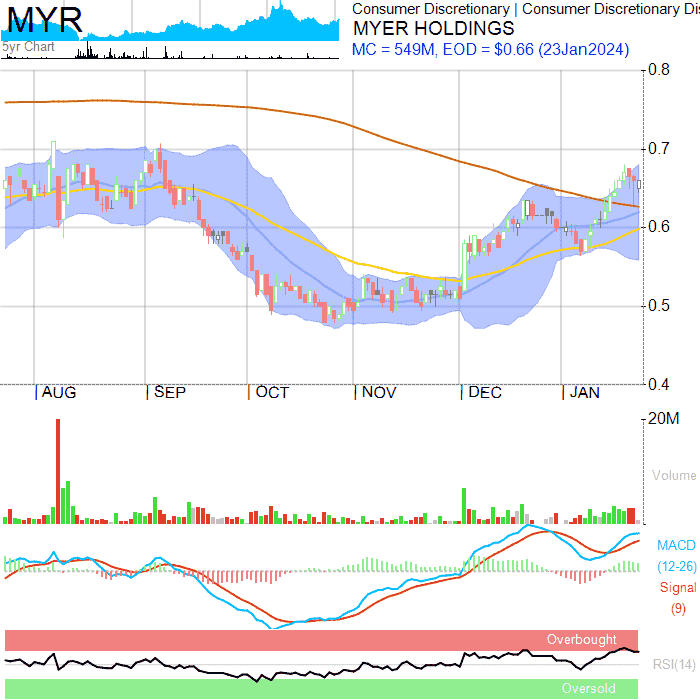 MYR
5yr Chart
Consumer Discretionary | Consumer Discretionary Dis
MYER HOLDINGS
MC = 549M, EOD = $0.66 (23Jan2024)
0.8
0.7
0.6
0.5
0.4
AUG SEP OCT NOV DEC JAN
20M
Volume
MACD
(12-26)
Signal
(9)
Overbought
RSI(14)
Oversold